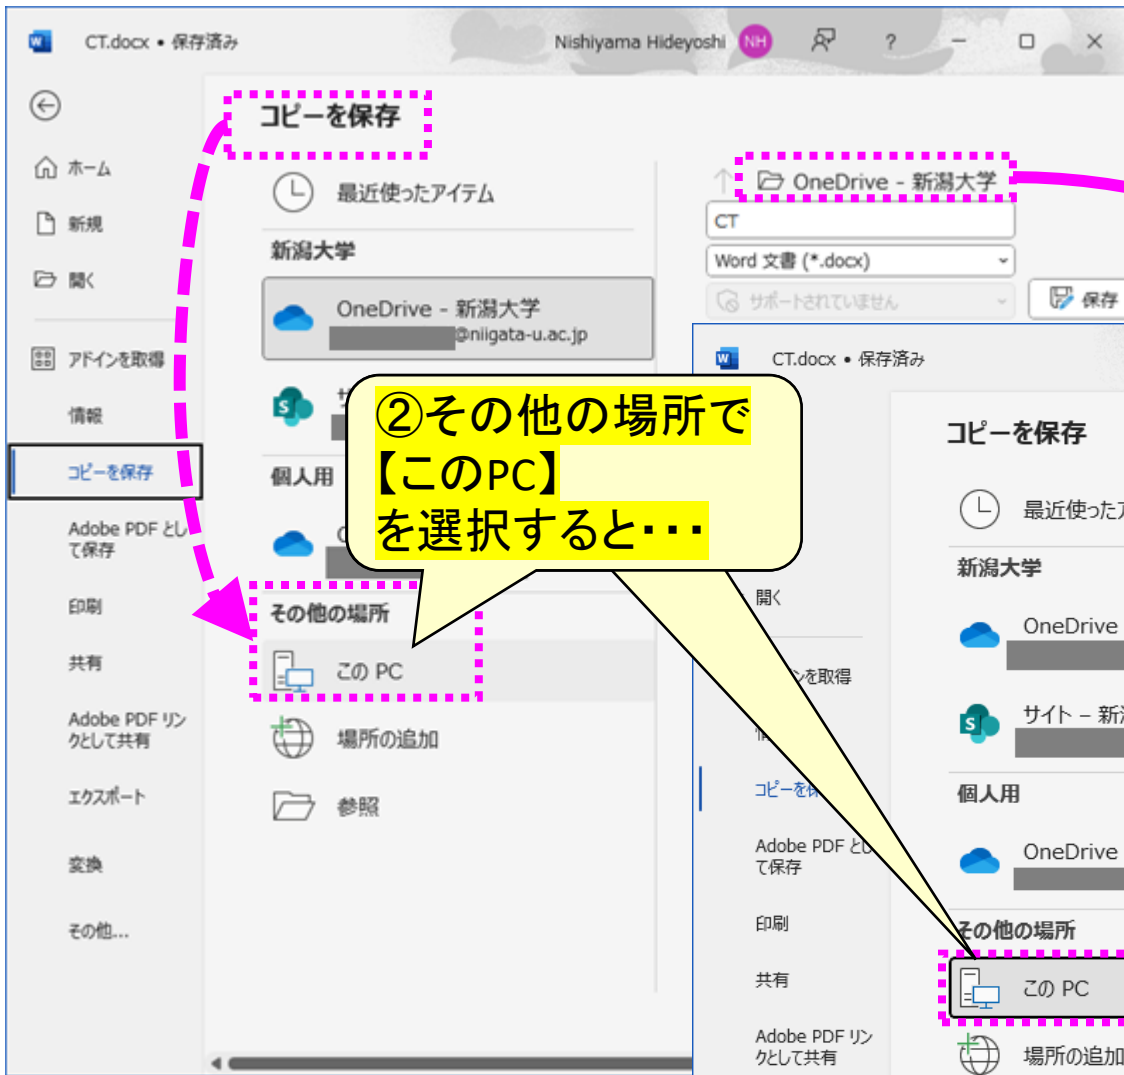 CT.docx • 保存済み
Nishiyama Hideyoshi NH
?
コピーを保存
ホーム
新規
開く
アドインを取得
情報
コピーを保存
Adobe PDF とし
て保存
印刷
共有
Adobe PDF リン
クとして共有
エクスポート
変換
その他...
最近使ったアイテム
新潟大学
OneDrive - 新潟大学
@niigata-u.ac.jp
個人用
その他の場所
この PC
場所の追加
参照
OneDrive - 新潟大学
CT
Word 文書 (*.docx)
サポートされていません
保存
②その他の場所で
【このPC】
を選択すると・・・
CT.docx • 保存済み
コピーを保存
開く
を取得
コピーを保
Adobe PDF とし
て保存
印刷
共有
Adobe PDF リン
クとして共有
最近使った
新潟大学
OneDrive
サイト – 新
個人用
OneDrive
その他の場所
この PC
場所の追加